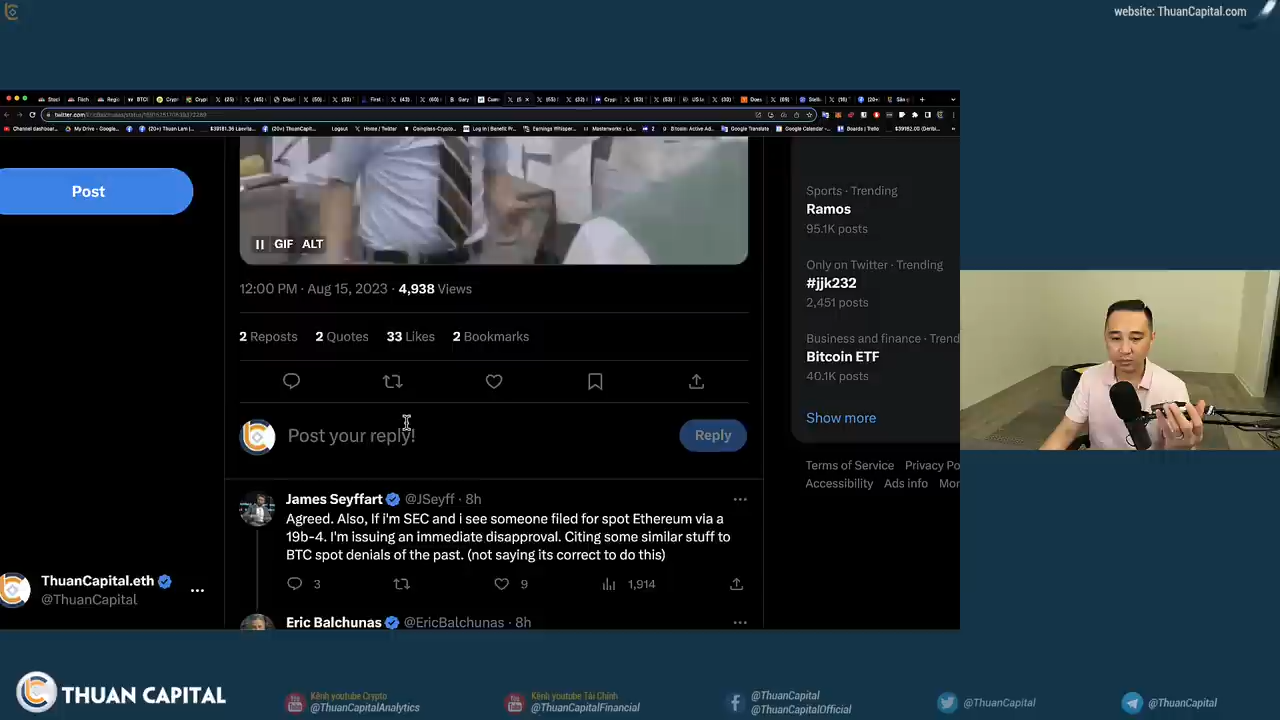 website: ThuanCapital.com
Post
GIF ALT
12:00 PM · Aug 15, 2023 · 4,938 Views
2 Reposts 2 Quotes 33 Likes 2 Bookmarks
Post your reply!
Reply
James Seyffart @JSeyff · 8h
Agreed. Also, If i'm SEC and i see someone filed for spot Ethereum via a
19b-4. I'm issuing an immediate disapproval. Citing some similar stuff to
BTC spot denials of the past. (not saying its correct to do this)
3 9 1,914
Eric Balchunas @EricBalchunas · 8h
Sports · Trending
Ramos
95.1K posts
Only on Twitter · Trending
#jjk232
2,451 posts
Business and finance · Trend
Bitcoin ETF
40.1K posts
Show more
Terms of Service Privacy Po
Accessibility Ads info Mor
ThuanCapital.eth
@ThuanCapital
THUAN CAPITAL
Kênh youtube Crypto
@ThuanCapitalAnalytics
Kênh youtube Tài Chính
@ThuanCapitalFinancial
@ThuanCapital
@ThuanCapitalOfficial
@ThuanCapital
@ThuanCapital